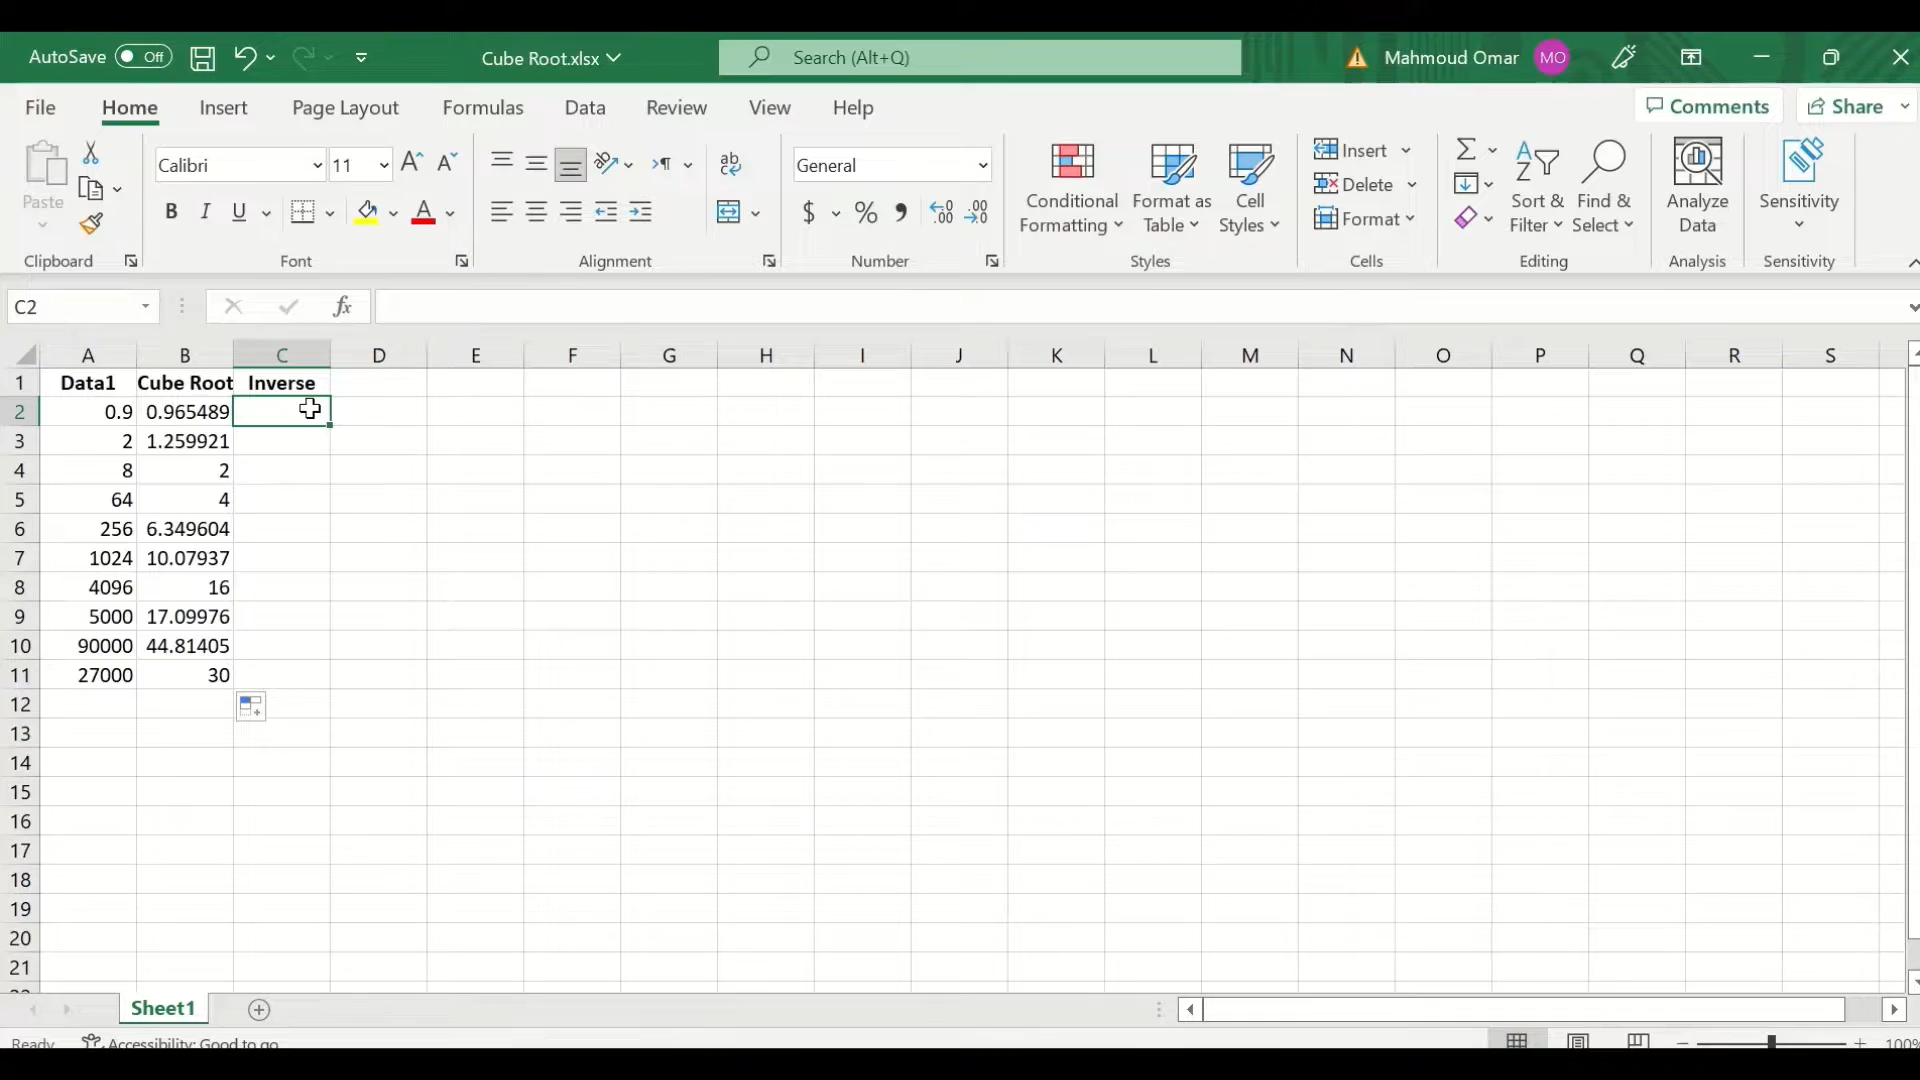 AutoSave Off Cube Root.xlsx Search (Alt+Q) Mahmoud Omar MO
File Home Insert Page Layout Formulas Data Review View Help Comments Share
Paste
Clipboard
Calibri 11
B I U A
Font
ab
Alignment
General
$ % .00
Number
Conditional Formatting
Format as Table
Cell Styles
Styles
Insert
Delete
Format
Cells
Sort & Filter
Find & Select
Editing
Analyze Data
Analysis
Sensitivity
Sensitivity
C2 fx
A B C D E F G H I J K L M N O P Q R S
1 Data1 Cube Root Inverse
2 0.9 0.965489
3 2 1.259921
4 8 2
5 64 4
6 256 6.349604
7 1024 10.07937
8 4096 16
9 5000 17.09976
10 90000 44.81405
11 27000 30
12
13
14
15
16
17
18
19
20
21
Sheet1
Ready Accessibility: Good to go 100%